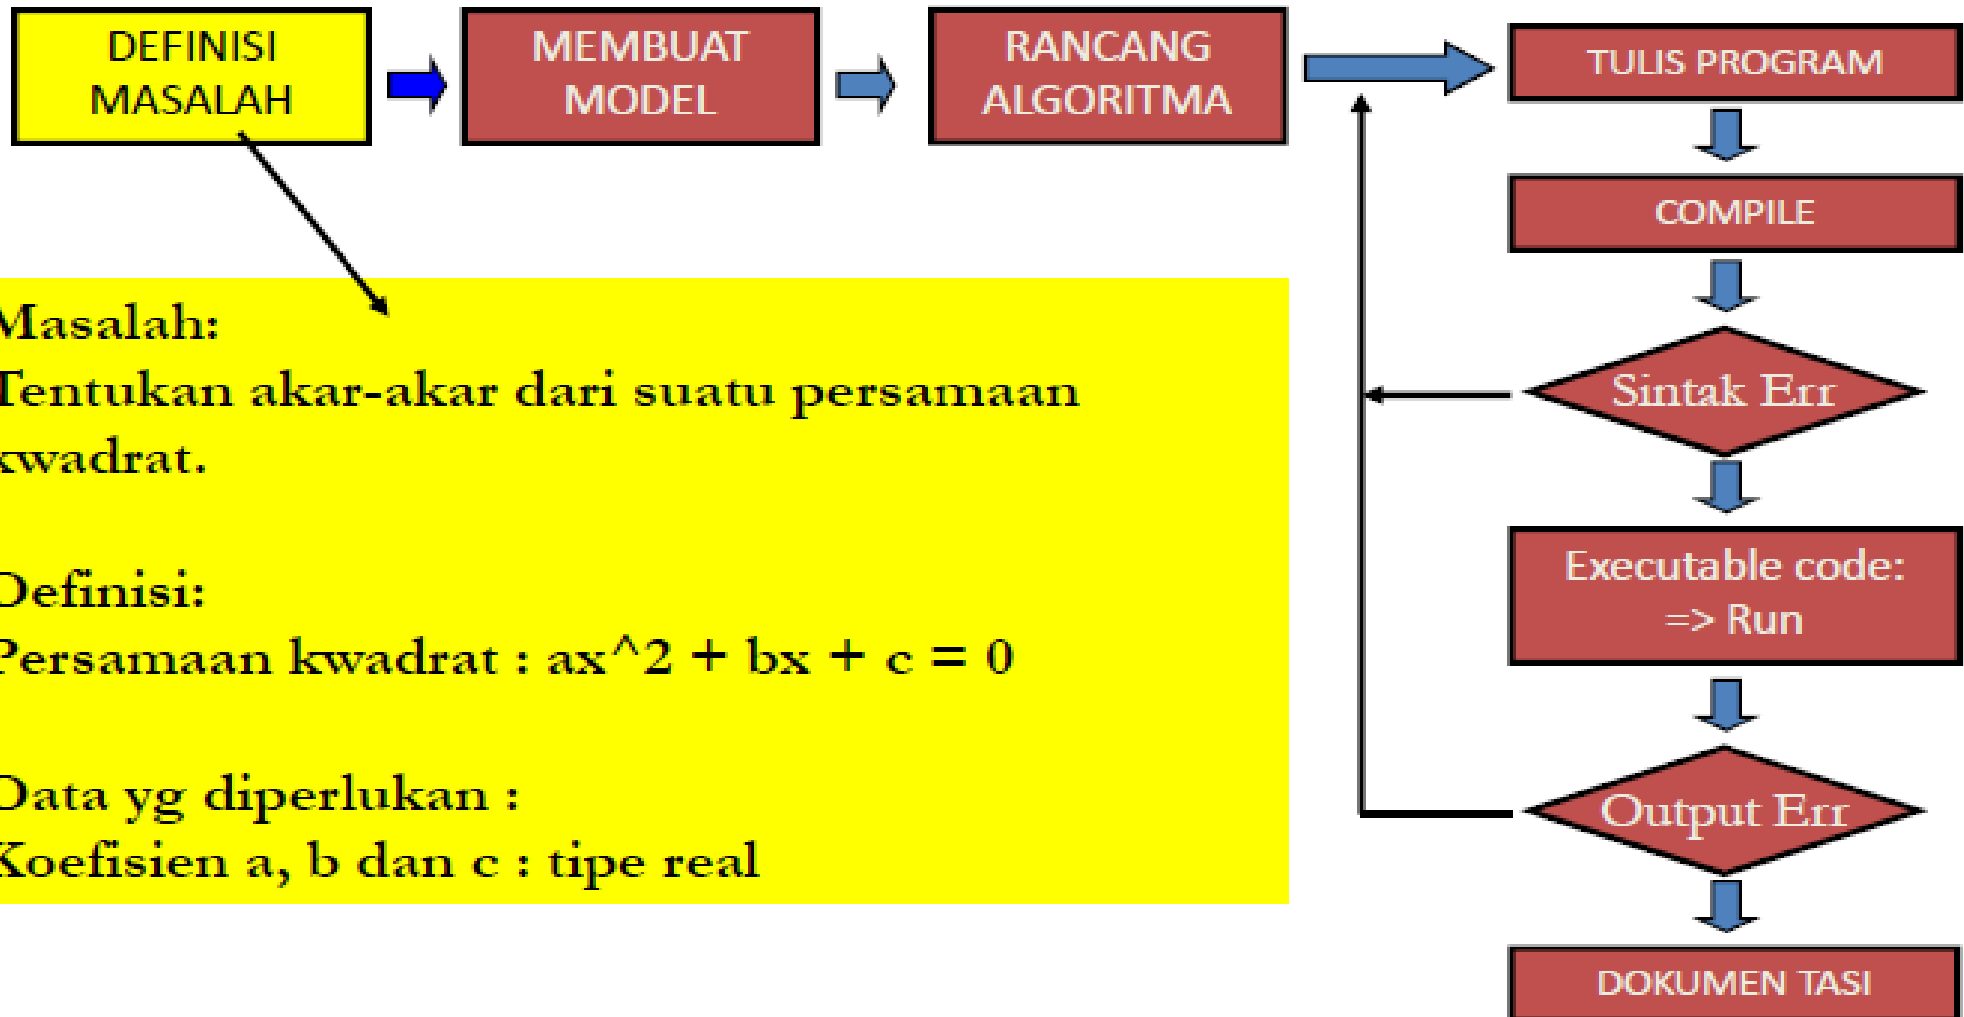 DEFINISI
MASALAH
MEMBUAT
MODEL
RANCANG
ALGORITMA
TULIS PROGRAM
COMPILE
Sintak Err
Executable code:
=> Run
Output Err
DOKUMEN TASI
Masalah:
Tentukan akar-akar dari suatu persamaan
kwadrat.
Definisi:
Persamaan kwadrat : ax^2 + bx + c = 0
Data yg diperlukan :
Koefisien a, b dan c : tipe real